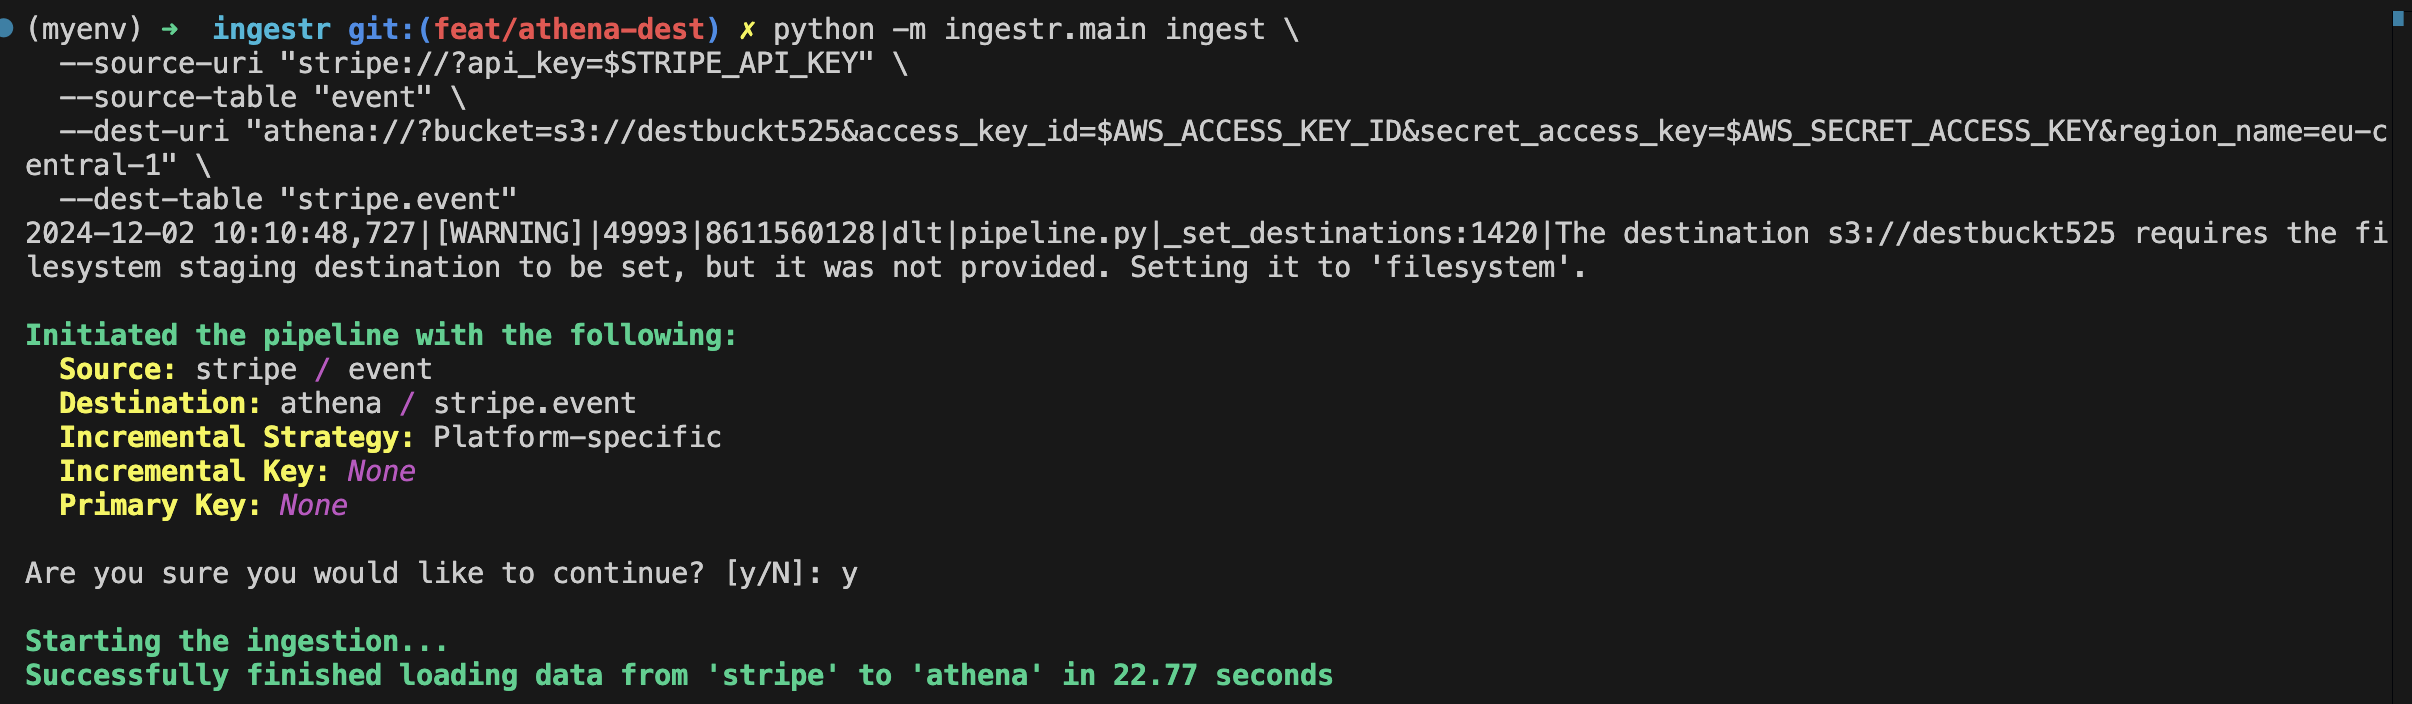 (myenv) ➜  ingestr git:(feat/athena-dest) ✗ python -m ingestr.main ingest \
  --source-uri "stripe://?api_key=$STRIPE_API_KEY" \
  --source-table "event" \
  --dest-uri "athena://?bucket=s3://destbuckt525&access_key_id=$AWS_ACCESS_KEY_ID&secret_access_key=$AWS_SECRET_ACCESS_KEY&region_name=eu-c
entral-1" \
  --dest-table "stripe.event"
2024-12-02 10:10:48,727|[WARNING]|49993|8611560128|dlt|pipeline.py|_set_destinations:1420|The destination s3://destbuckt525 requires the fi
lesystem staging destination to be set, but it was not provided. Setting it to 'filesystem'.

Initiated the pipeline with the following:
  Source: stripe / event
  Destination: athena / stripe.event
  Incremental Strategy: Platform-specific
  Incremental Key: None
  Primary Key: None

Are you sure you would like to continue? [y/N]: y

Starting the ingestion...
Successfully finished loading data from 'stripe' to 'athena' in 22.77 seconds